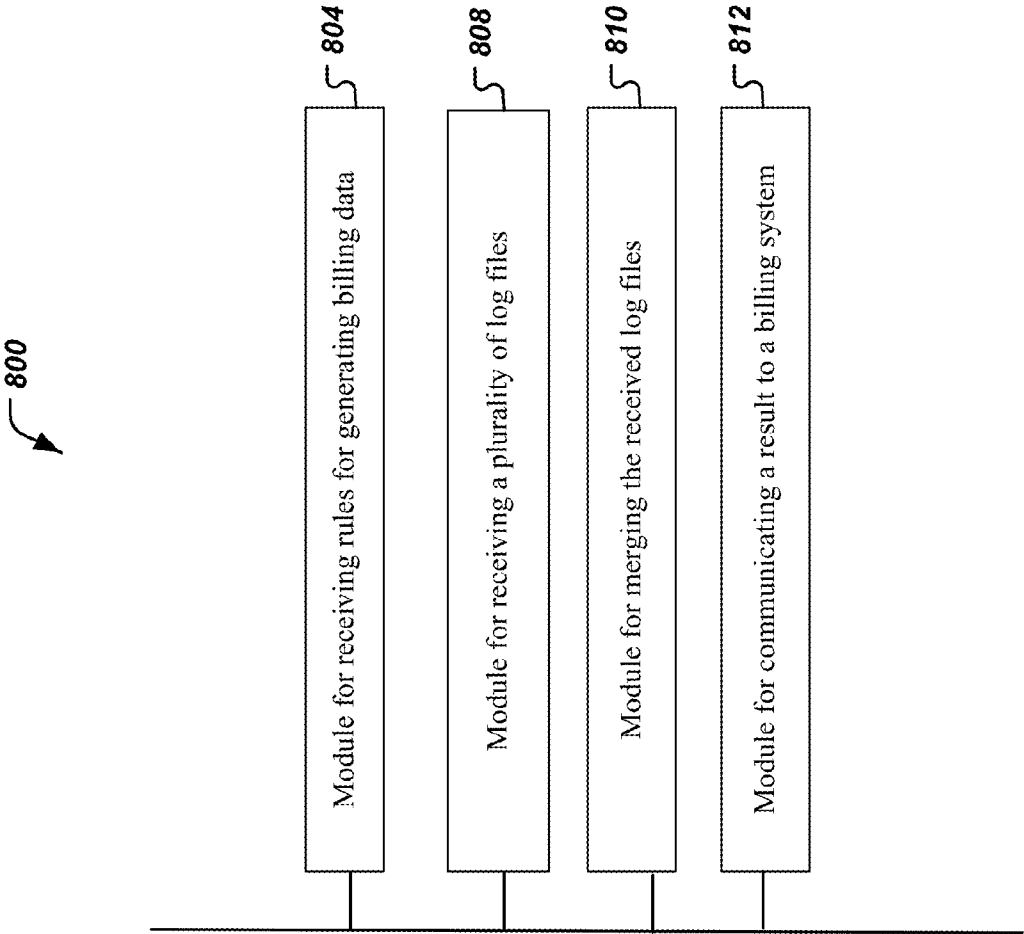 800
Module for receiving rules for generating billing data
804
Module for receiving a plurality of log files
808
Module for merging the received log files
810
Module for communicating a result to a billing system
812